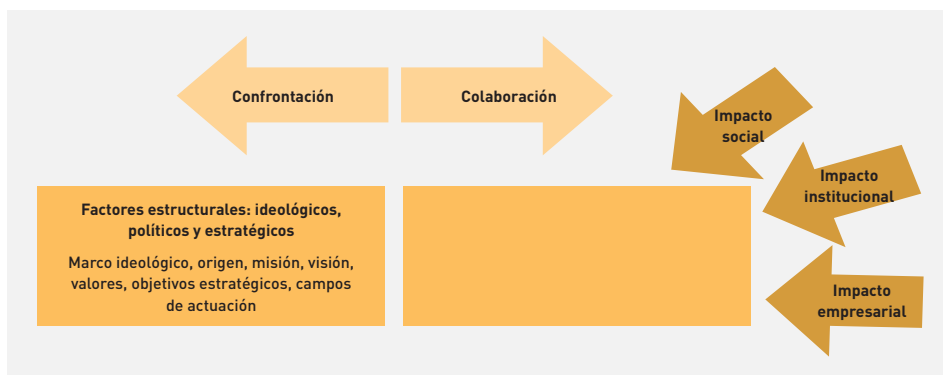 Confrontación
Colaboración
Impacto
social
Impacto
institucional
Factores estructurales: ideológicos,
políticos y estratégicos
Marco ideológico, origen, misión, visión,
valores, objetivos estratégicos, campos
de actuación
Impacto
empresarial